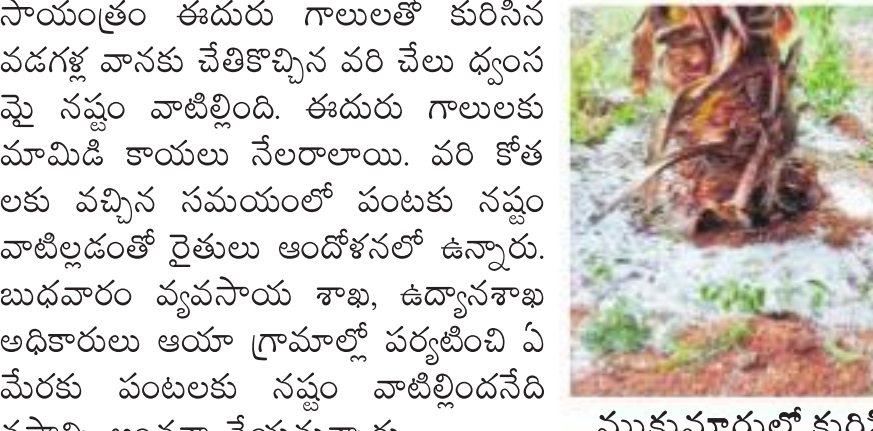 సాయంత్రం ఈదురు గాలులతో కురిసిన
వడగళ్ల వానకు చేతికొచ్చిన వరి చేలు ధ్వంస
మై నష్టం వాటిల్లింది. ఈదురు గాలులకు
మామిడి కాయలు నేలరాలాయి. వరి కోత
లకు వచ్చిన సమయంలో పంటకు నష్టం
వాటిల్లడంతో రైతులు ఆందోళనలో ఉన్నారు.
బుధవారం వ్యవసాయ శాఖ, ఉద్యానశాఖ
అధికారులు ఆయా గ్రామాల్లో పర్యటించి ఏ
మేరకు పంటలకు నష్టం వాటిల్లిందనేది